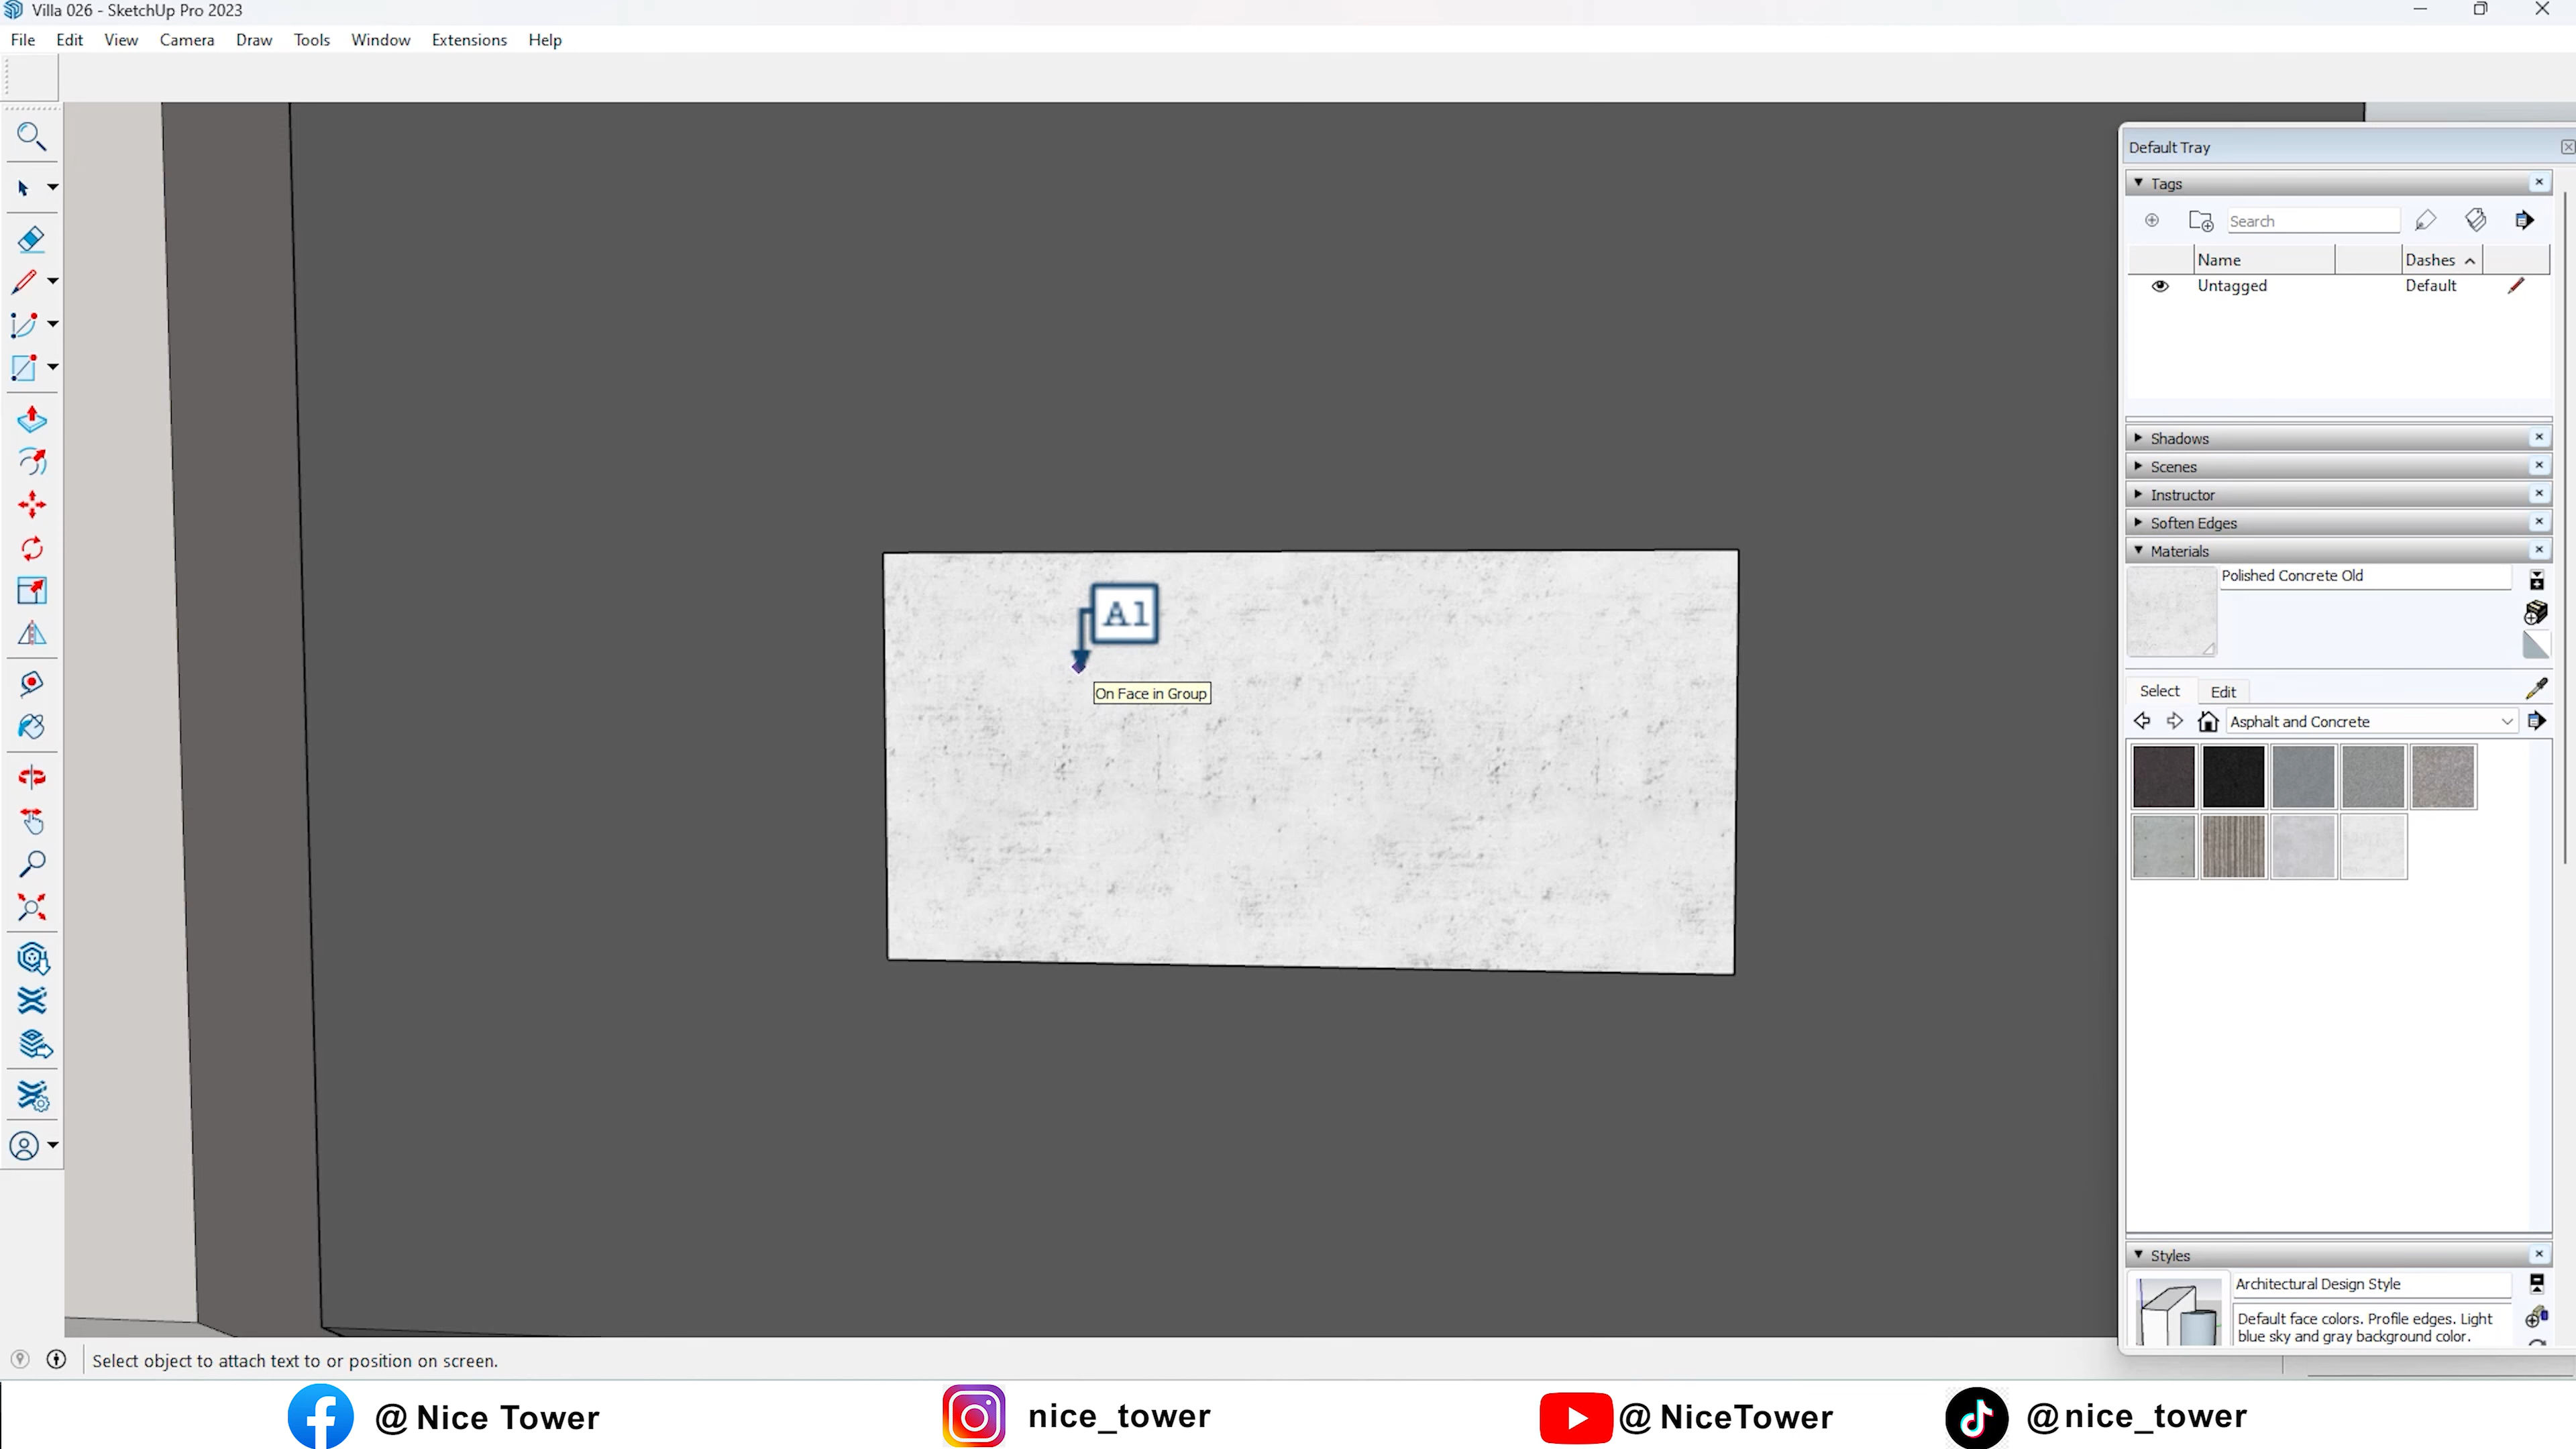 Villa 026 - SketchUp Pro 2023
File Edit View Camera Draw Tools Window Extensions Help
Default Tray
Tags
Search
Name Dashes
Untagged Default
Shadows
Scenes
Instructor
Soften Edges
Materials
Polished Concrete Old
A1
On Face in Group
Select Edit
Asphalt and Concrete
Styles
Architectural Design Style
Default face colors. Profile edges. Light
blue sky and gray background color.
Select object to attach text to or position on screen.
@ Nice Tower
nice_tower
@ NiceTower
@nice_tower